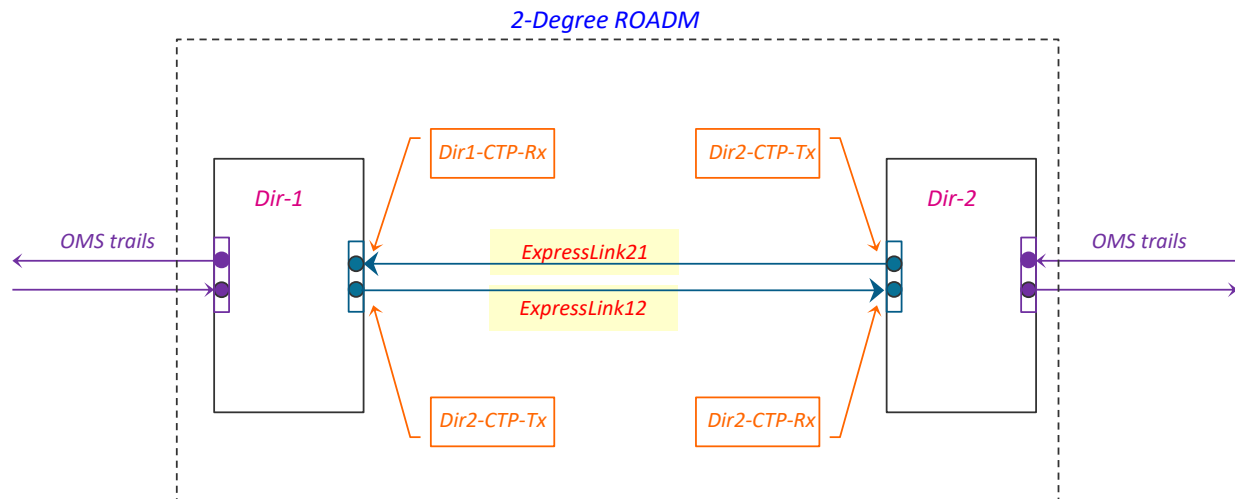 2-Degree ROADM
Dir1-CTP-Rx
Dir2-CTP-Tx
Dir-1
Dir-2
OMS trails
ExpressLink21
OMS trails
ExpressLink12
Dir2-CTP-Tx
Dir2-CTP-Rx